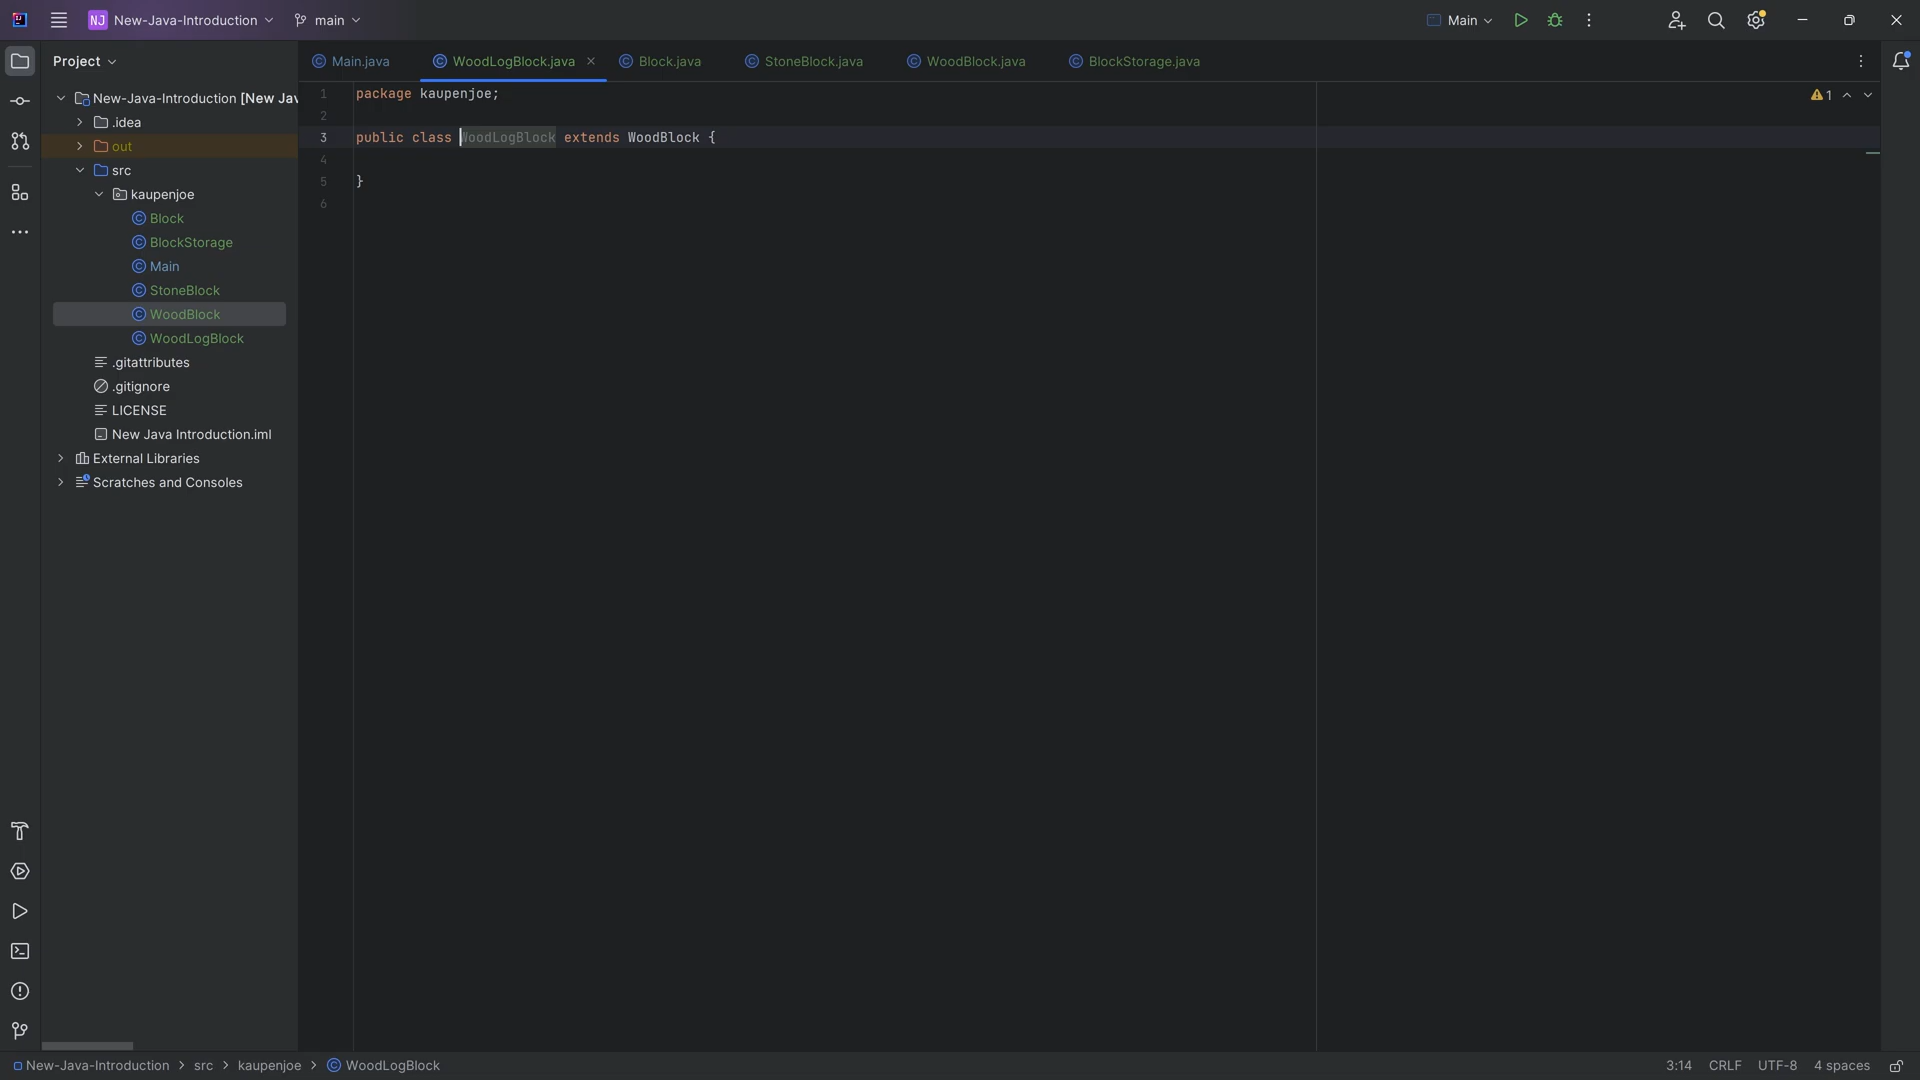 NJ New-Java-Introduction main Main
Project
Main.java WoodLogBlock.java Block.java StoneBlock.java WoodBlock.java BlockStorage.java
New-Java-Introduction [New Jav
.idea
out
src
kaupenjoe
Block
BlockStorage
Main
StoneBlock
WoodBlock
WoodLogBlock
.gitattributes
.gitignore
LICENSE
New Java Introduction.iml
External Libraries
Scratches and Consoles
1 package kaupenjoe;
2
3 public class WoodLogBlock extends WoodBlock {
4
5 }
6
1
New-Java-Introduction src kaupenjoe WoodLogBlock 3:14 CRLF UTF-8 4 spaces